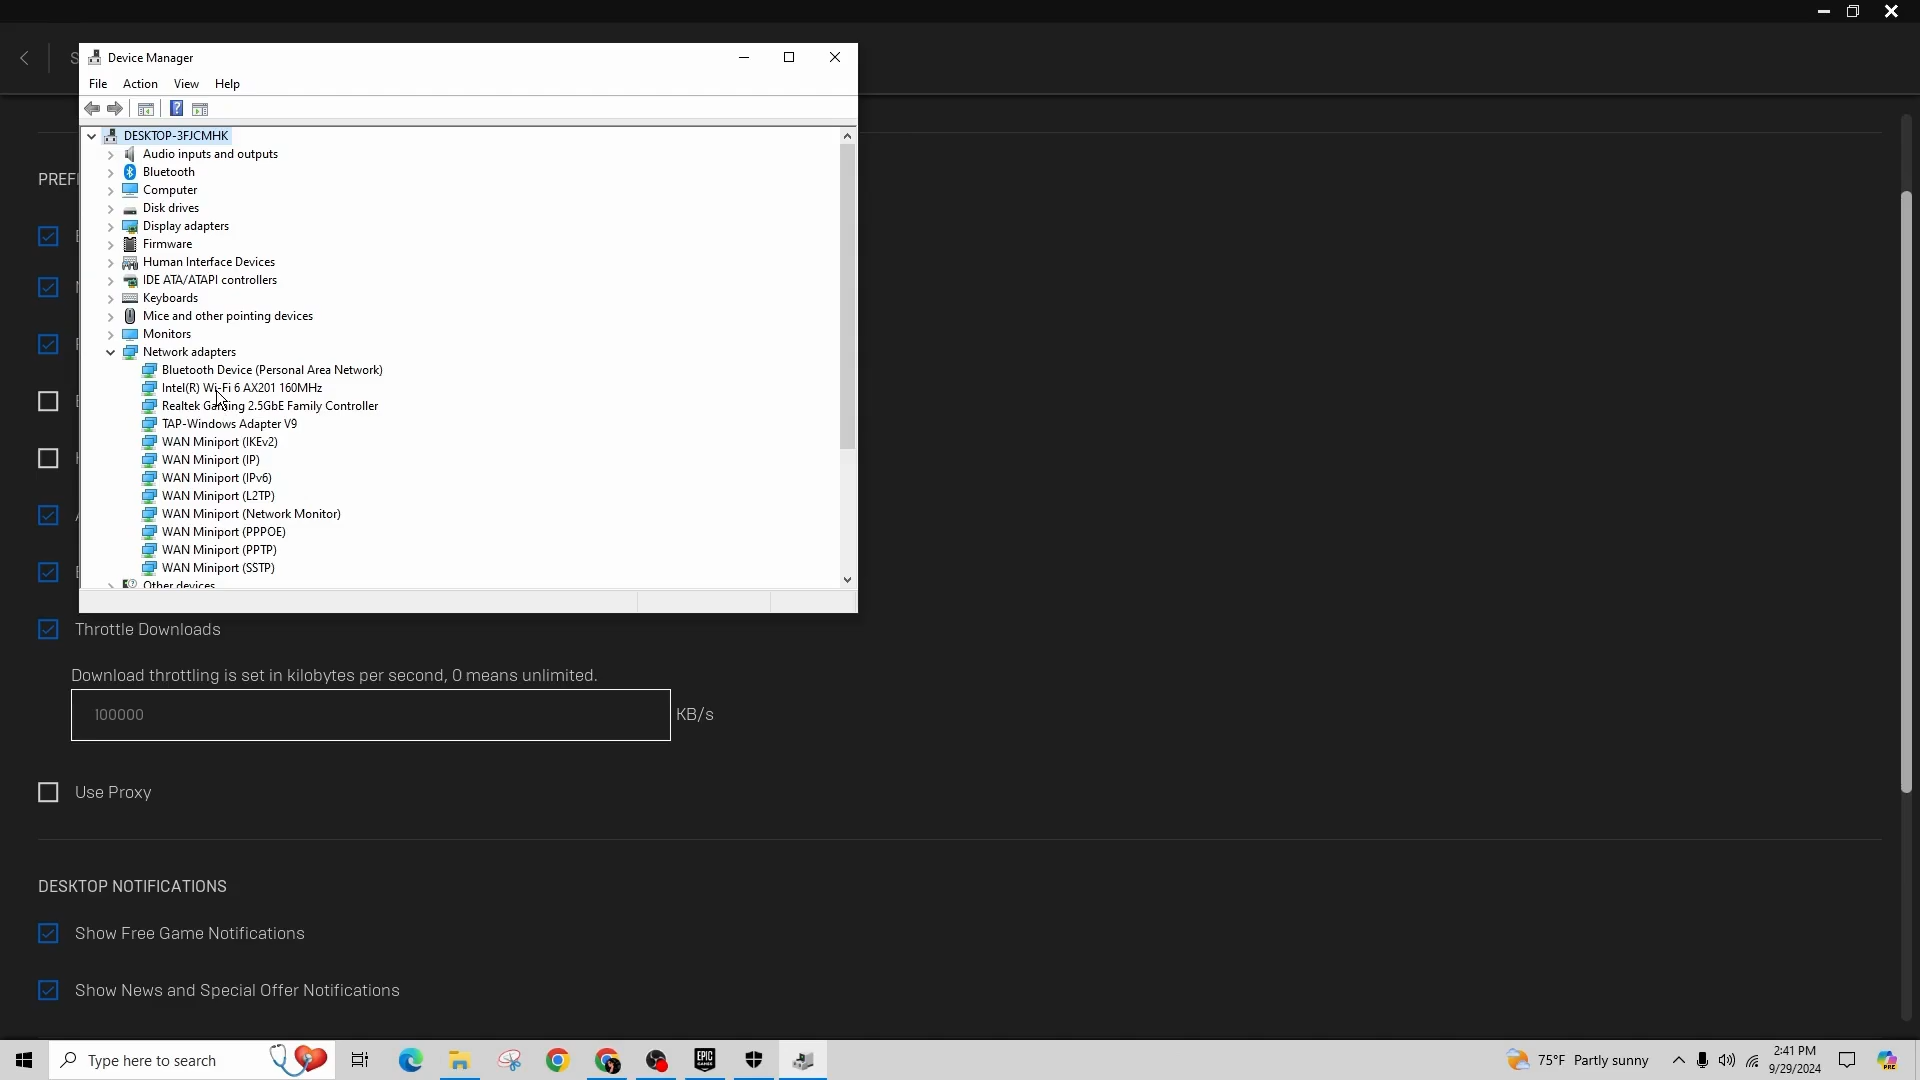 Device Manager
File Action View Help
DESKTOP-3FJCMHK
Audio inputs and outputs
Bluetooth
Computer
Disk drives
Display adapters
Firmware
Human Interface Devices
IDE ATA/ATAPI controllers
Keyboards
Mice and other pointing devices
Monitors
Network adapters
Bluetooth Device (Personal Area Network)
Intel(R) Wi-Fi 6 AX201 160MHz
Realtek Gaming 2.5GbE Family Controller
TAP-Windows Adapter V9
WAN Miniport (IKEv2)
WAN Miniport (IP)
WAN Miniport (IPv6)
WAN Miniport (L2TP)
WAN Miniport (Network Monitor)
WAN Miniport (PPPOE)
WAN Miniport (PPTP)
WAN Miniport (SSTP)
Other devices
Throttle Downloads
Download throttling is set in kilobytes per second, 0 means unlimited.
100000 KB/s
Use Proxy
DESKTOP NOTIFICATIONS
Show Free Game Notifications
Show News and Special Offer Notifications
Type here to search
EPIC GAMES
75°F Partly sunny
2:41 PM
9/29/2024
PRE